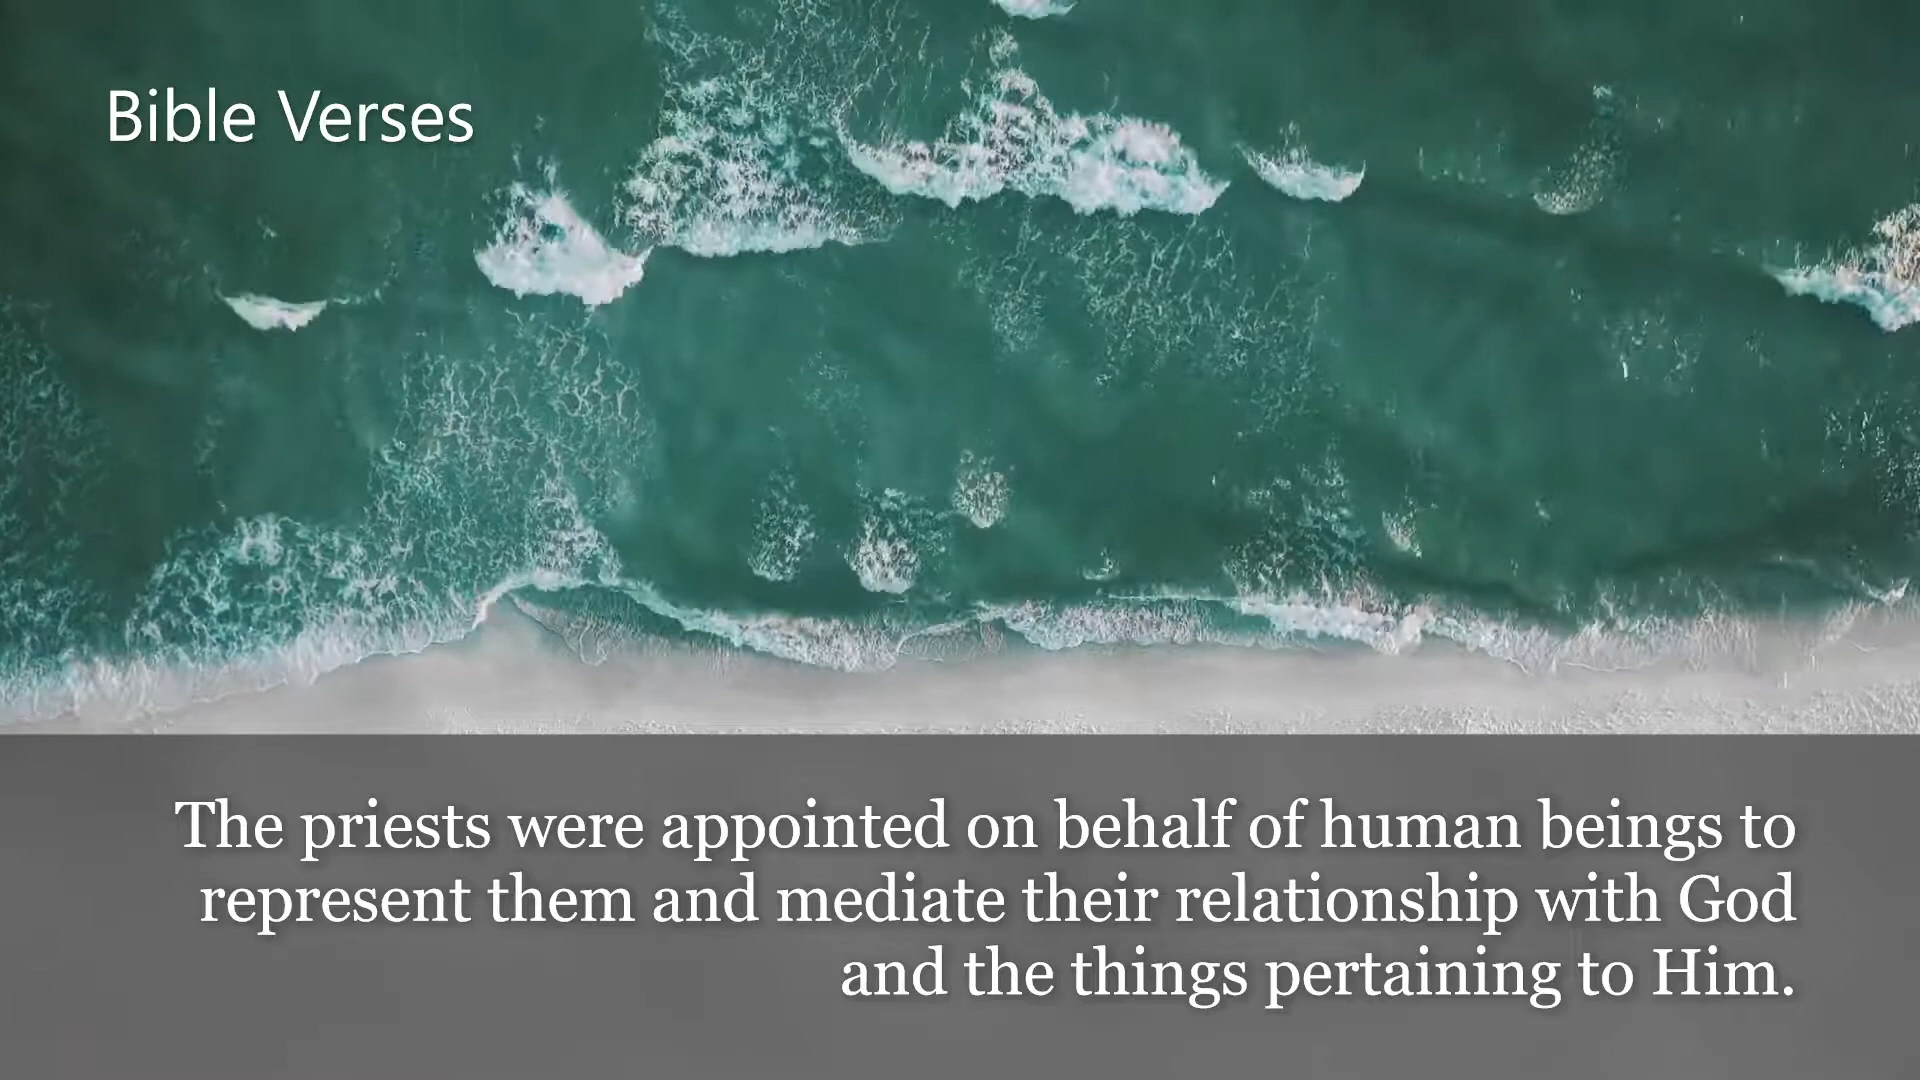 Bible Verses
The priests were appointed on behalf of human beings to
represent them and mediate their relationship with God
and the things pertaining to Him.